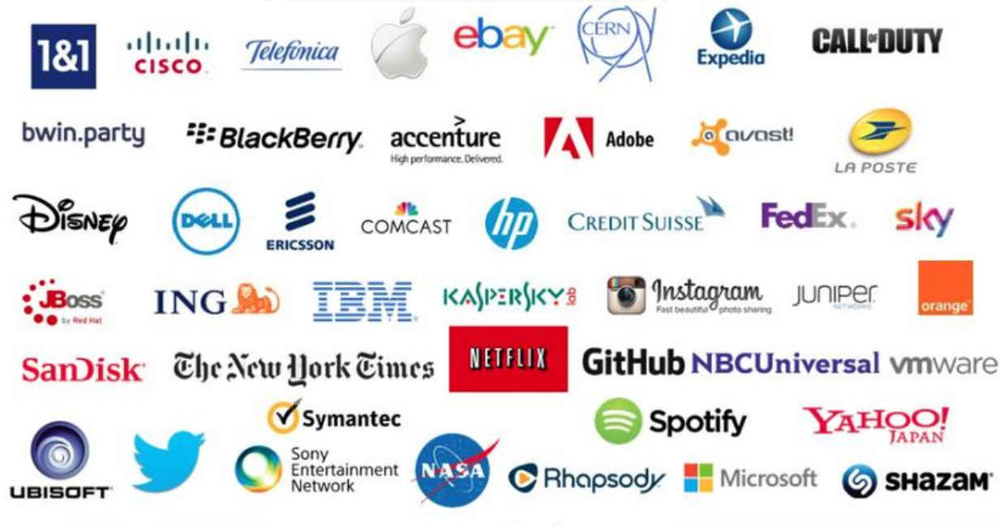 1&1
CISCO
Telefónica
ebay
CERN
Expedia
CALL OF DUTY
bwin.party
BlackBerry
accenture
High performance. Delivered.
Adobe
avast!
LA POSTE
DISNEY
DELL
ERICSSON
COMCAST
hp
CREDIT SUISSE
FedEx®
sky
JBoss®
by Red Hat
ING
IBM®
KASPERSKY lab
Instagram
Fast beautiful photo sharing
JUNIPER
NETWORKS
orange™
SanDisk®
The New York Times
NETFLIX
GitHub
NBCUniversal
vmware
Symantec
Spotify
YAHOO!
JAPAN
UBISOFT
Sony
Entertainment
Network
NASA
Rhapsody
Microsoft
SHAZAM®